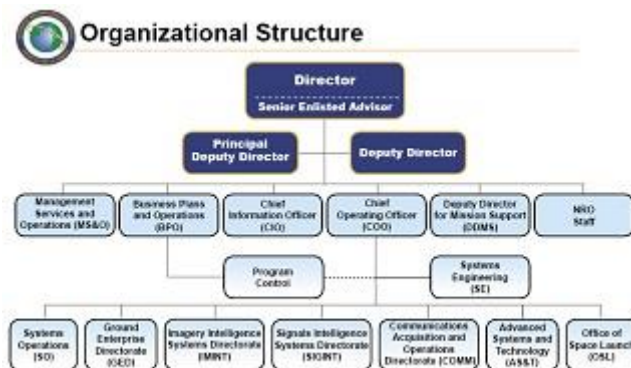 Organizational Structure
Director
Senior Enlisted Advisor
Principal
Deputy Director
Deputy Director
Management
Services and
Operations (MS&O)
Business Plans
and Operations
(BPO)
Chief
Information Officer
(CIO)
Chief
Operating Officer
(COO)
Deputy Director
for Mission Support
(DDMS)
NRO
Staff
Program
Control
Systems
Engineering
(SE)
Systems
Operations
(SO)
Ground
Enterprise
Directorate
(GED)
Imagery Intelligence
Systems Directorate
(IMINT)
Signals Intelligence
Systems Directorate
(SIGINT)
Communications
Acquisition and
Operations
Directorate (COMM)
Advanced
Systems and
Technology
(AS&T)
Office of
Space Launch
(OSL)